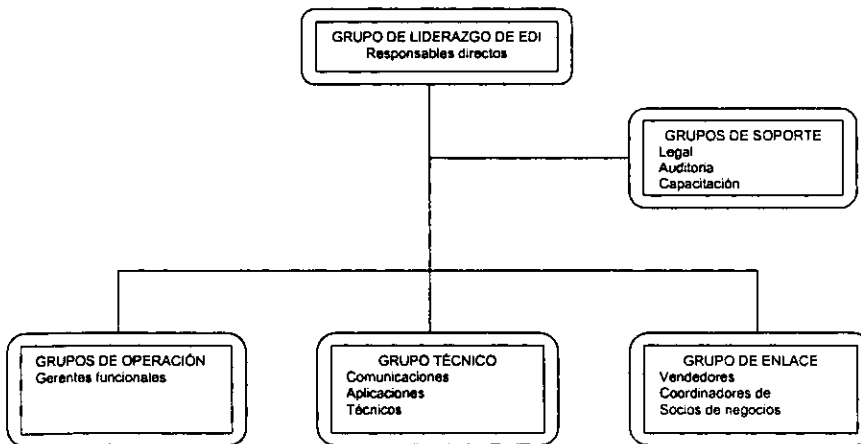 GRUPO DE LIDERAZGO DE EDI
Responsables directos
GRUPOS DE SOPORTE
Legal
Auditoria
Capacitación
GRUPOS DE OPERACIÓN
Gerentes funcionales
GRUPO TÉCNICO
Comunicaciones
Aplicaciones
Técnicos
GRUPO DE ENLACE
Vendedores
Coordinadores de
Socios de negocios